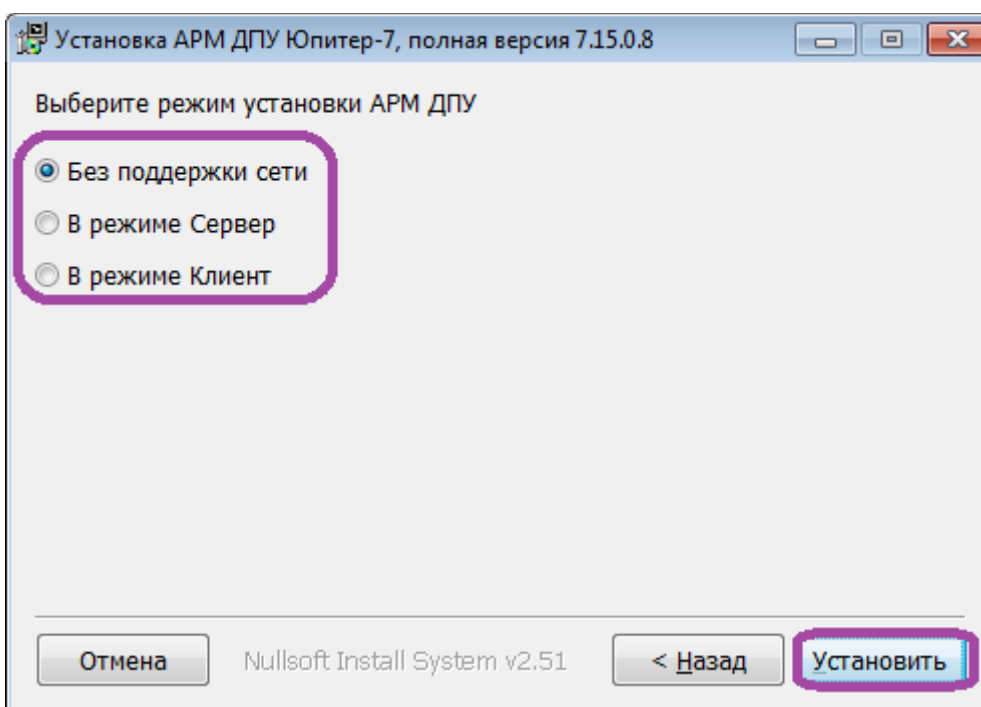 Установка АРМ ДПУ Юпитер-7, полная версия 7.15.0.8
Выберите режим установки АРМ ДПУ
Без поддержки сети
В режиме Сервер
В режиме Клиент
Отмена
Nullsoft Install System v2.51
< Назад
Установить